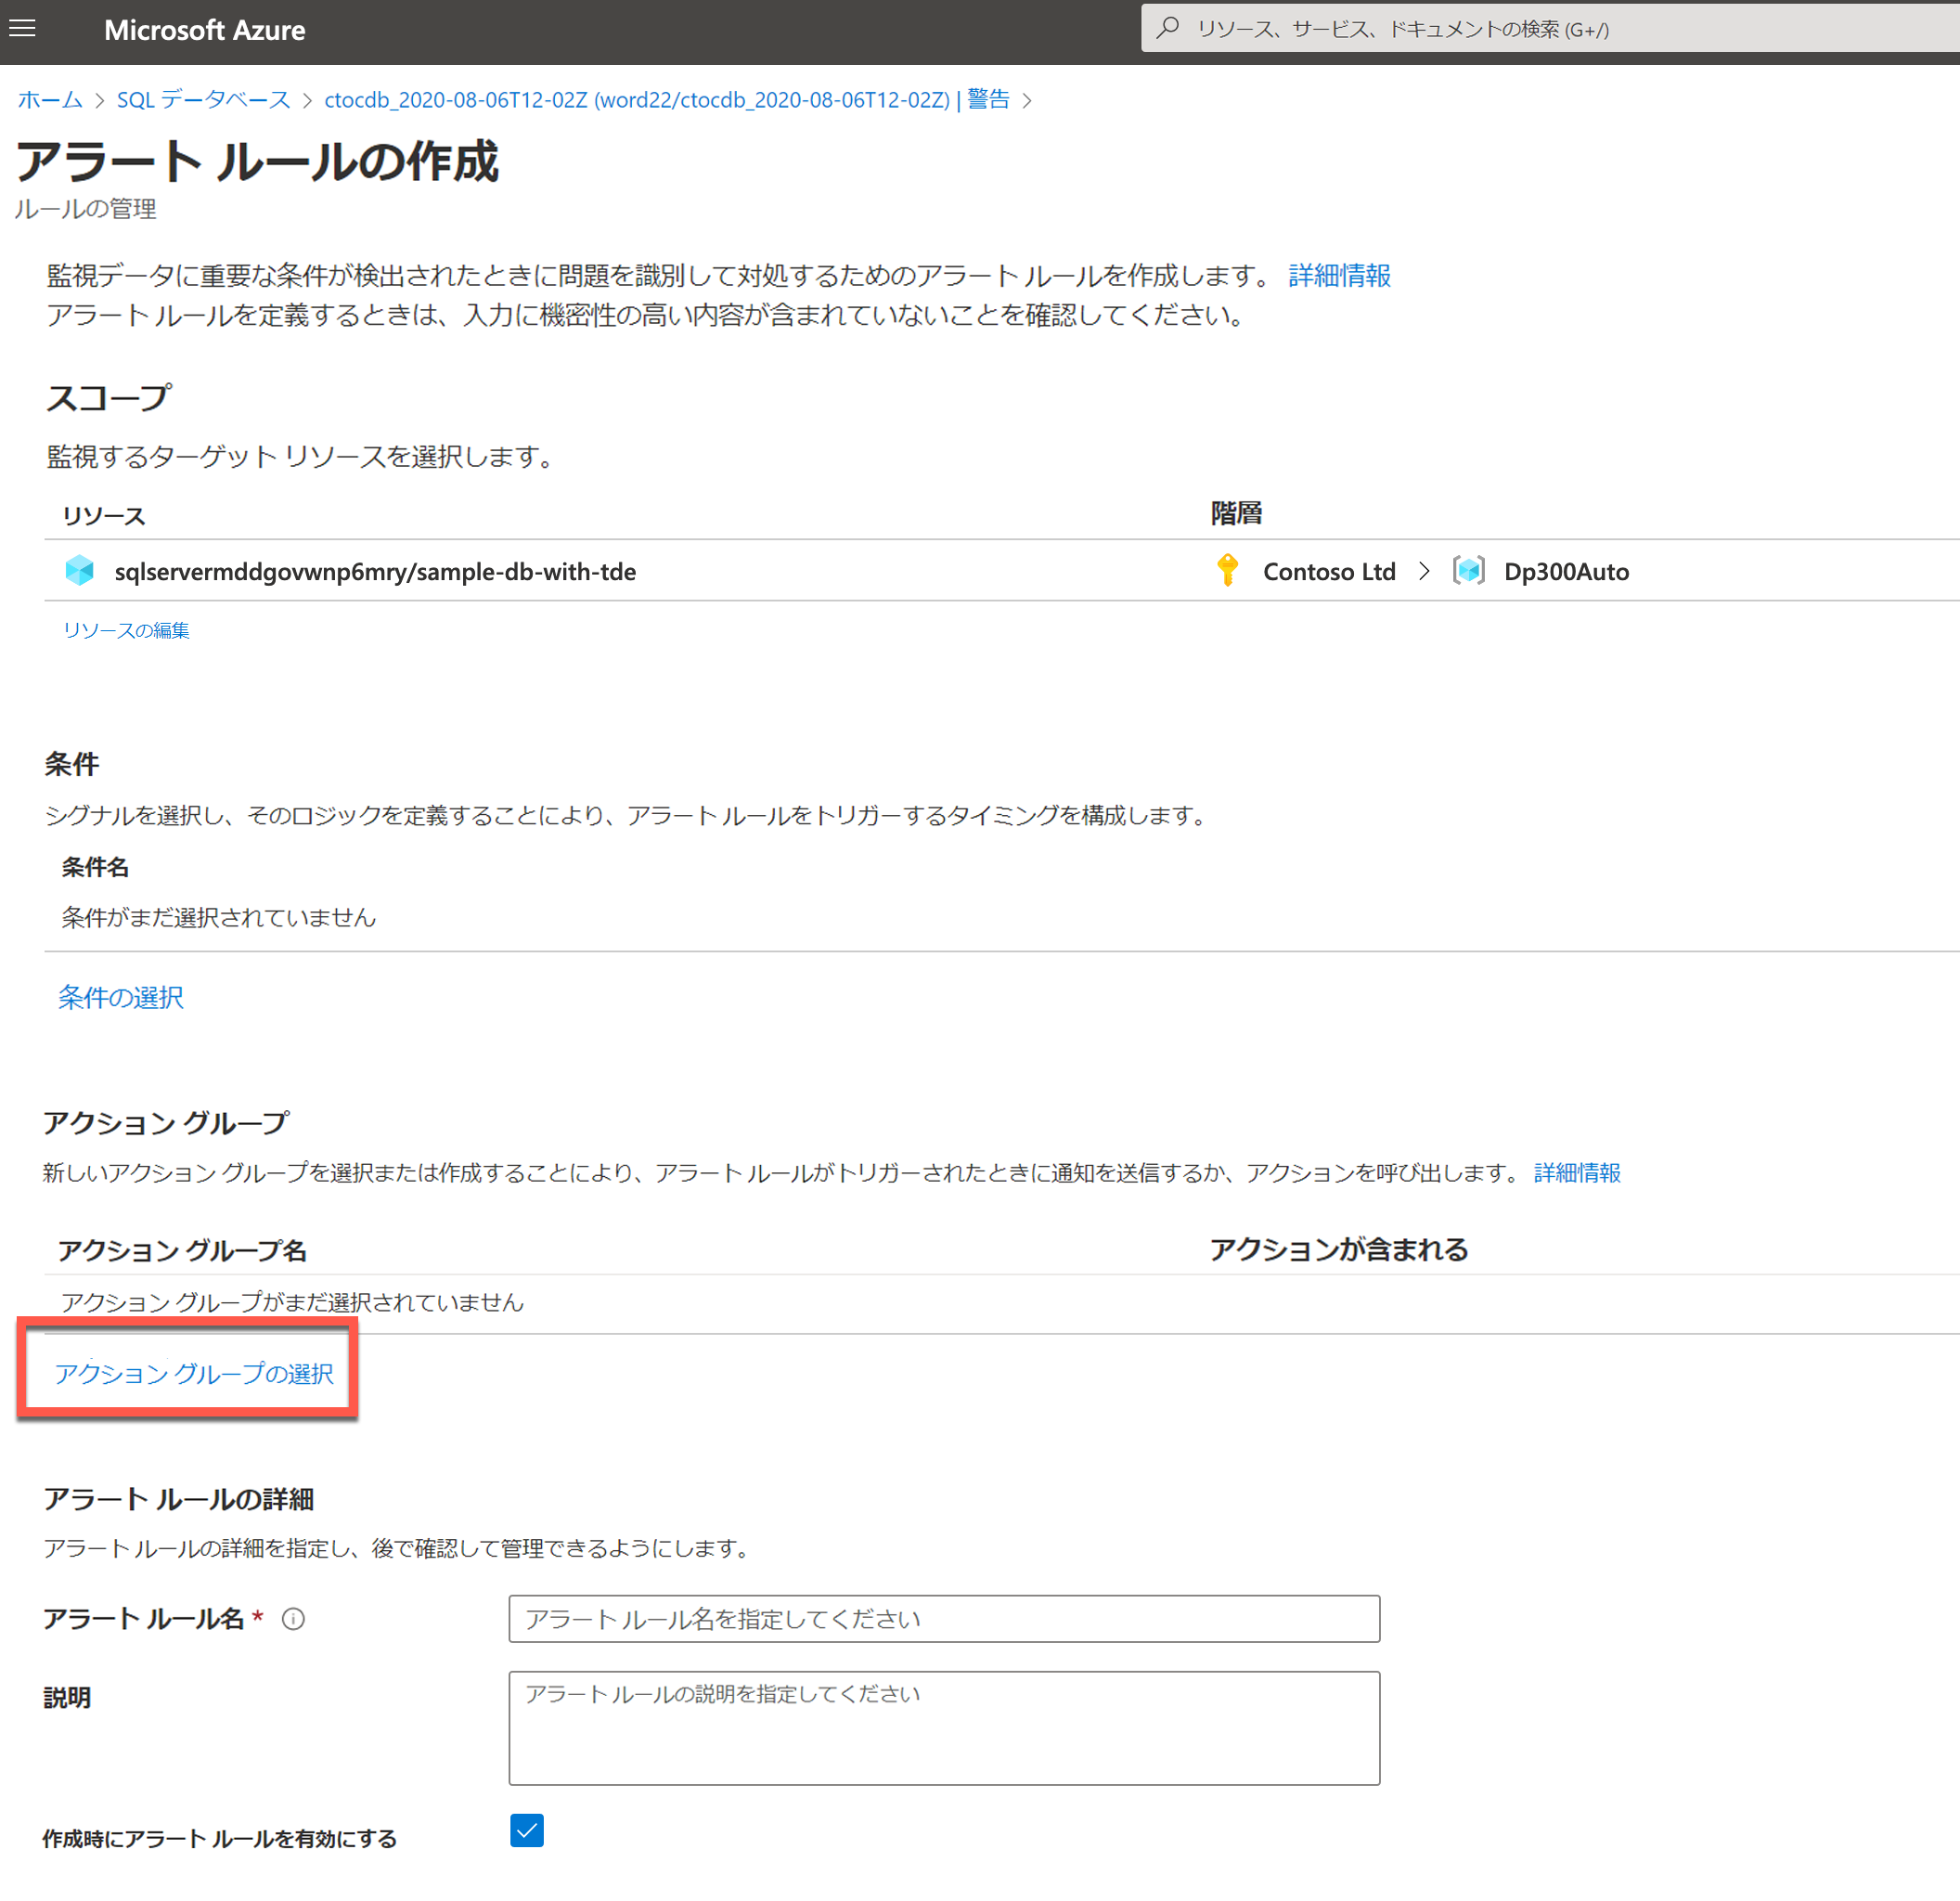 Microsoft Azure
リソース、サービス、ドキュメントの検索 (G+/)
ホーム > SQL データベース > ctocdb_2020-08-06T12-02Z (word22/ctocdb_2020-08-06T12-02Z) | 警告 >
アラート ルールの作成
ルールの管理
監視データに重要な条件が検出されたときに問題を識別して対処するためのアラート ルールを作成します。 詳細情報
アラート ルールを定義するときは、入力に機密性の高い内容が含まれていないことを確認してください。
スコープ
監視するターゲット リソースを選択します。
リソース 階層
sqlservermddgovwnp6mry/sample-db-with-tde Contoso Ltd > Dp300Auto
リソースの編集
条件
シグナルを選択し、そのロジックを定義することにより、アラート ルールをトリガーするタイミングを構成します。
条件名
条件がまだ選択されていません
条件の選択
アクション グループ
新しいアクション グループを選択または作成することにより、アラート ルールがトリガーされたときに通知を送信するか、アクションを呼び出します。 詳細情報
アクション グループ名 アクションが含まれる
アクション グループがまだ選択されていません
アクション グループの選択
アラート ルールの詳細
アラート ルールの詳細を指定し、後で確認して管理できるようにします。
アラート ルール名 * アラート ルール名を指定してください
説明 アラート ルールの説明を指定してください
作成時にアラート ルールを有効にする